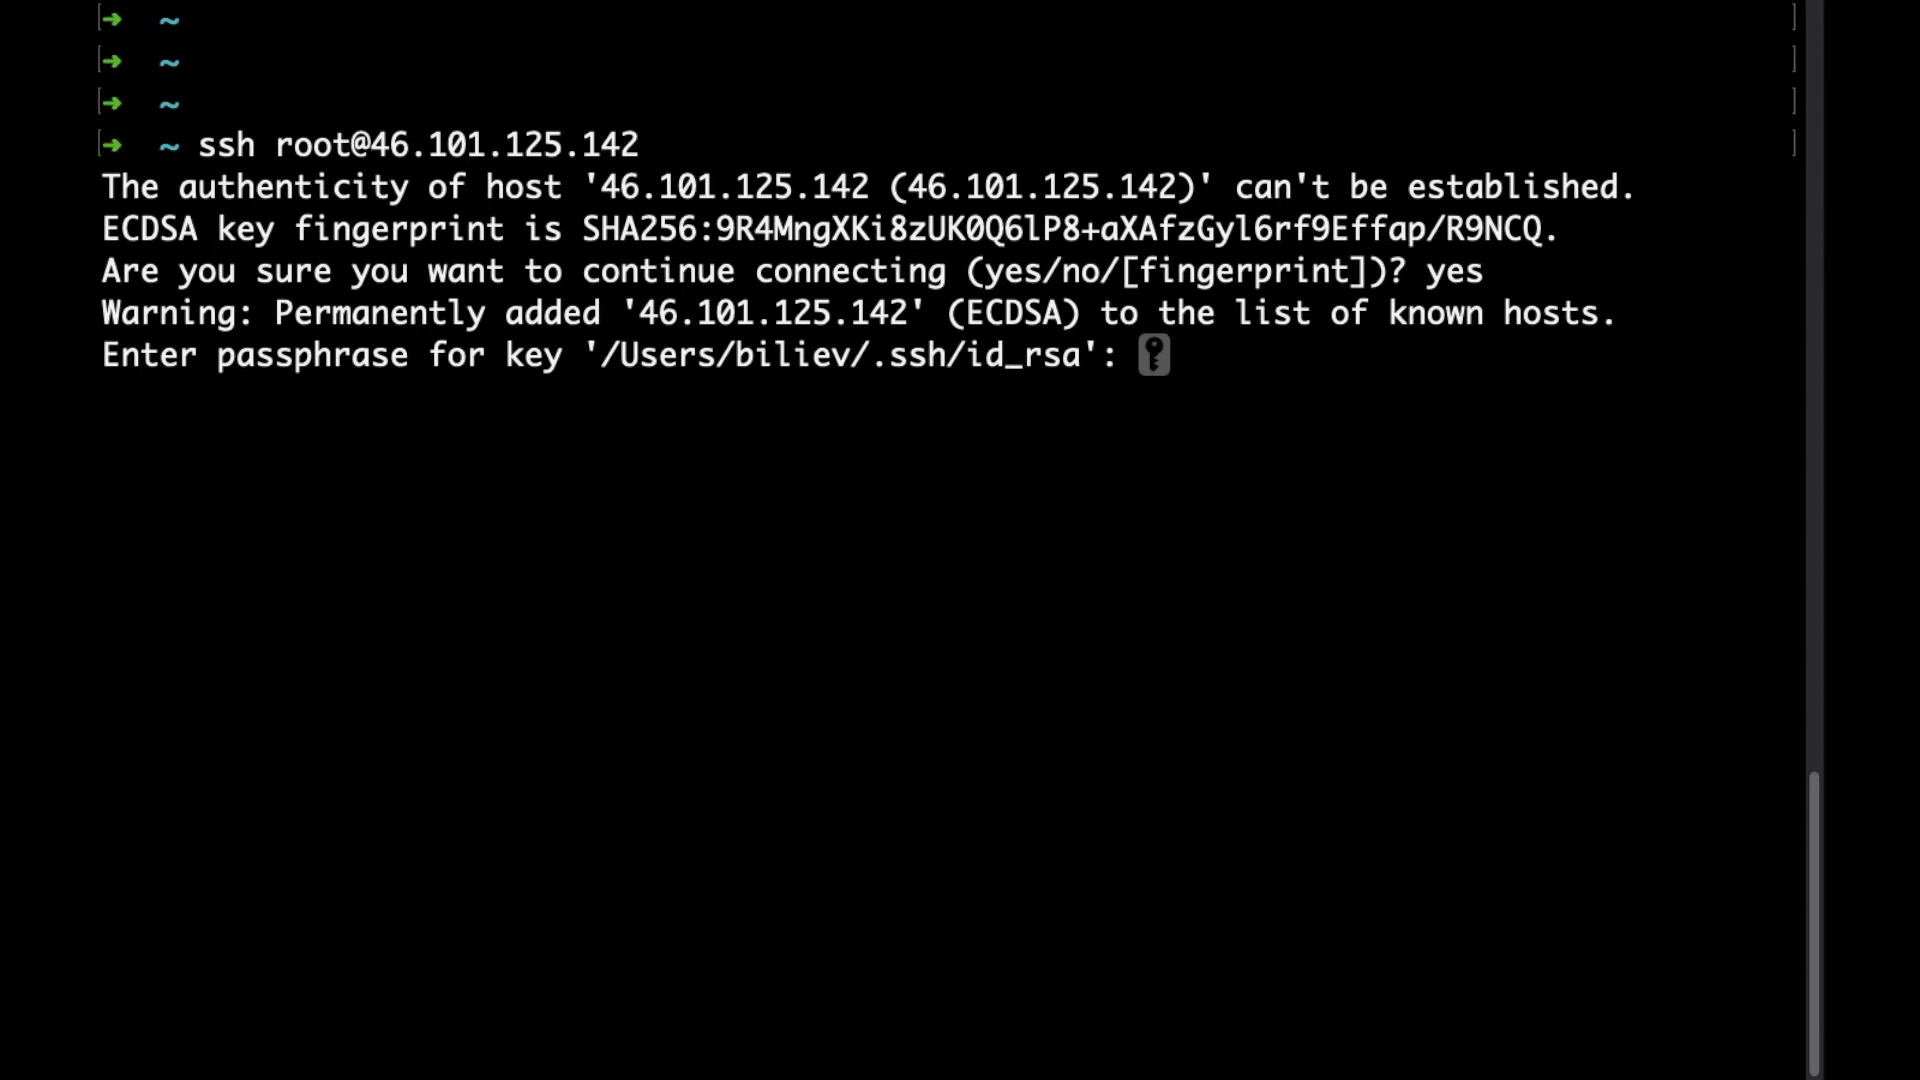 [➜ ~ ]
[➜ ~ ]
[➜ ~ ]
[➜ ~ ssh root@46.101.125.142 ]
The authenticity of host '46.101.125.142 (46.101.125.142)' can't be established.
ECDSA key fingerprint is SHA256:9R4MngXKi8zUK0Q6lP8+aXAfzGyl6rf9Effap/R9NCQ.
Are you sure you want to continue connecting (yes/no/[fingerprint])? yes
Warning: Permanently added '46.101.125.142' (ECDSA) to the list of known hosts.
Enter passphrase for key '/Users/biliev/.ssh/id_rsa':